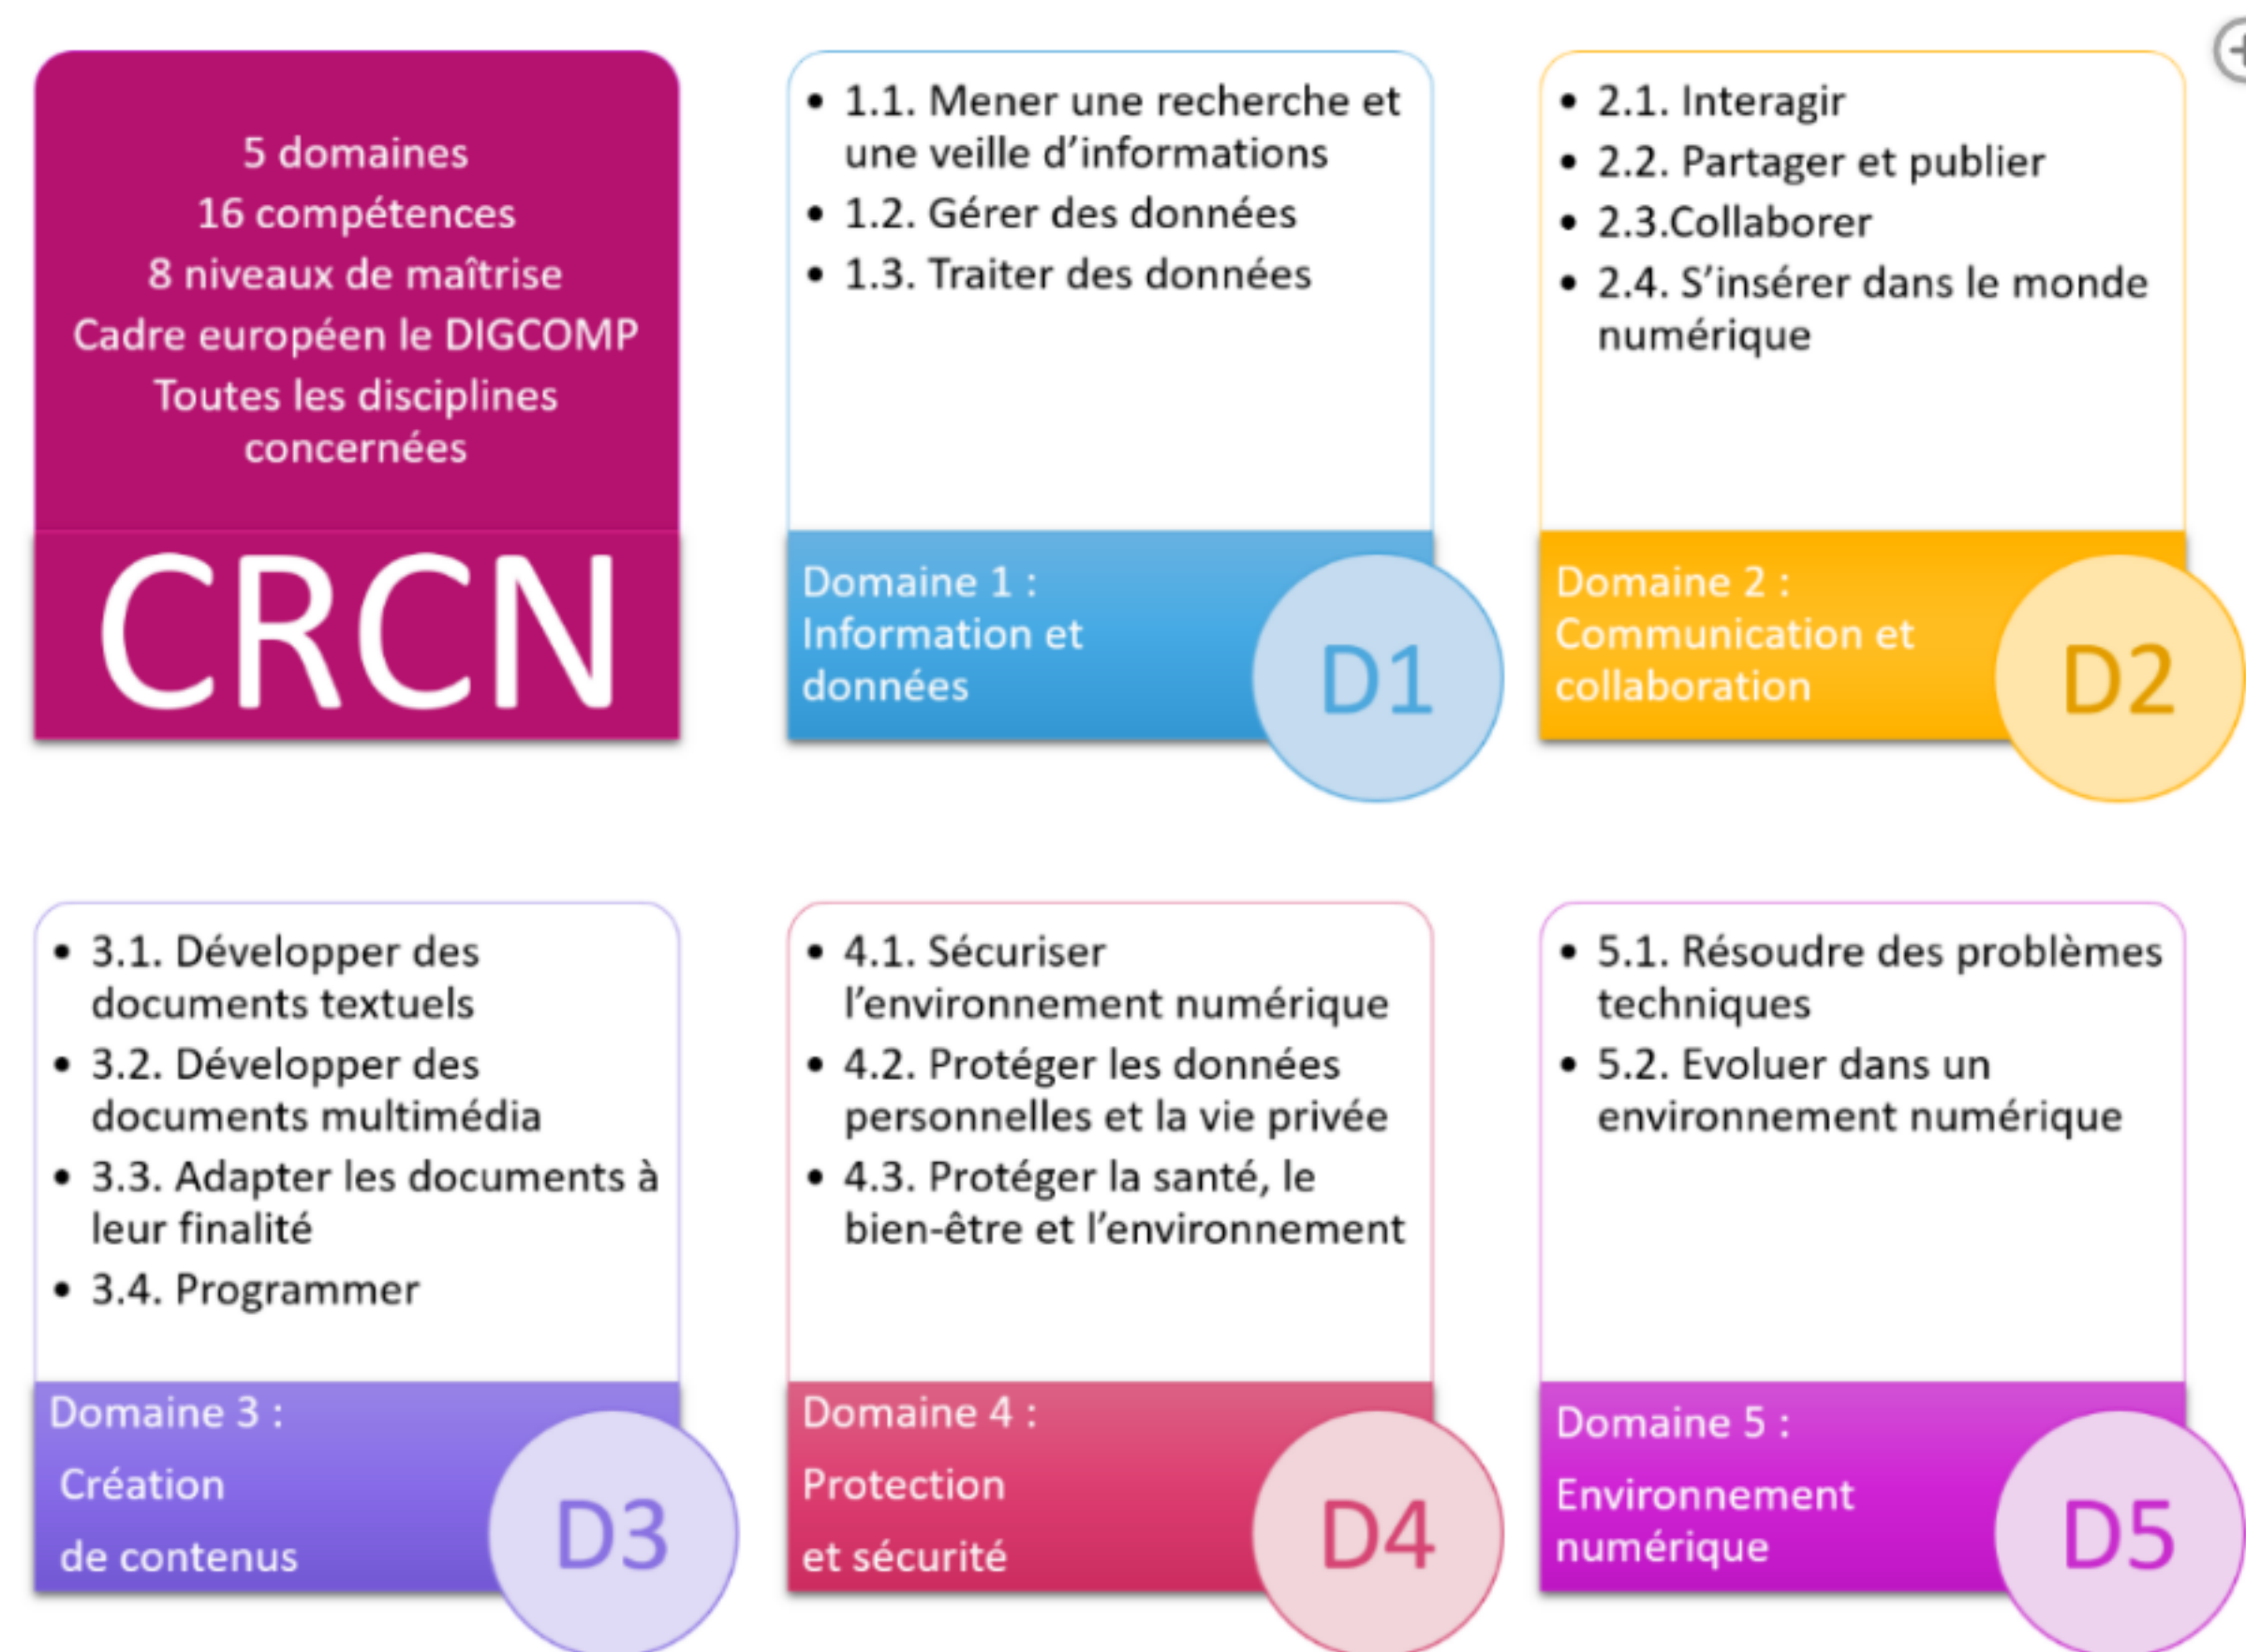 5 domaines
16 compétences
8 niveaux de maîtrise
Cadre européen le DIGCOMP
Toutes les disciplines
concernées
CRCN
• 1.1. Mener une recherche et
une veille d’informations
• 1.2. Gérer des données
• 1.3. Traiter des données
Domaine 1 :
Information et
données
D1
• 2.1. Interagir
• 2.2. Partager et publier
• 2.3.Collaborer
• 2.4. S’insérer dans le monde
numérique
Domaine 2 :
Communication et
collaboration
D2
• 3.1. Développer des
documents textuels
• 3.2. Développer des
documents multimédia
• 3.3. Adapter les documents à
leur finalité
• 3.4. Programmer
Domaine 3 :
Création
de contenus
D3
• 4.1. Sécuriser
l’environnement numérique
• 4.2. Protéger les données
personnelles et la vie privée
• 4.3. Protéger la santé, le
bien-être et l’environnement
Domaine 4 :
Protection
et sécurité
D4
• 5.1. Résoudre des problèmes
techniques
• 5.2. Evoluer dans un
environnement numérique
Domaine 5 :
Environnement
numérique
D5